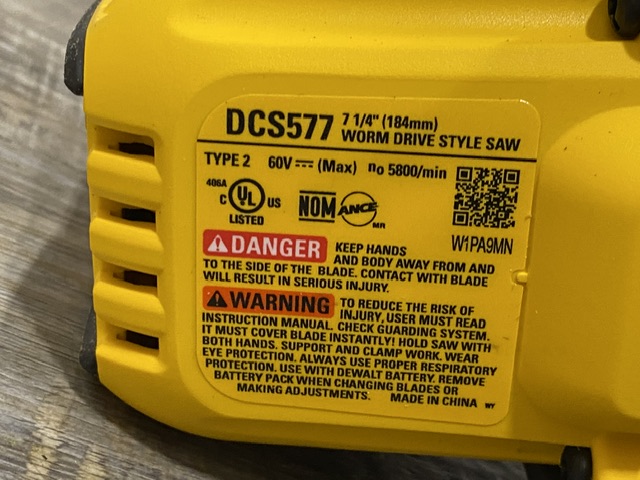 DCS577 7 1/4" (184mm)
WORM DRIVE STYLE SAW
TYPE 2 60V⎓ (Max) no 5800/min
406A
C UL US
LISTED
NOM ANCE
MR
W1PA9MN
DANGER KEEP HANDS
AND BODY AWAY FROM AND
TO THE SIDE OF THE BLADE. CONTACT WITH BLADE
WILL RESULT IN SERIOUS INJURY.
WARNING TO REDUCE THE RISK OF
INJURY, USER MUST READ
INSTRUCTION MANUAL. CHECK GUARDING SYSTEM.
IT MUST COVER BLADE INSTANTLY! HOLD SAW WITH
BOTH HANDS. SUPPORT AND CLAMP WORK. WEAR
EYE PROTECTION. ALWAYS USE PROPER RESPIRATORY
PROTECTION. USE WITH DEWALT BATTERY. REMOVE
BATTERY PACK WHEN CHANGING BLADES OR
MAKING ADJUSTMENTS. MADE IN CHINA WY